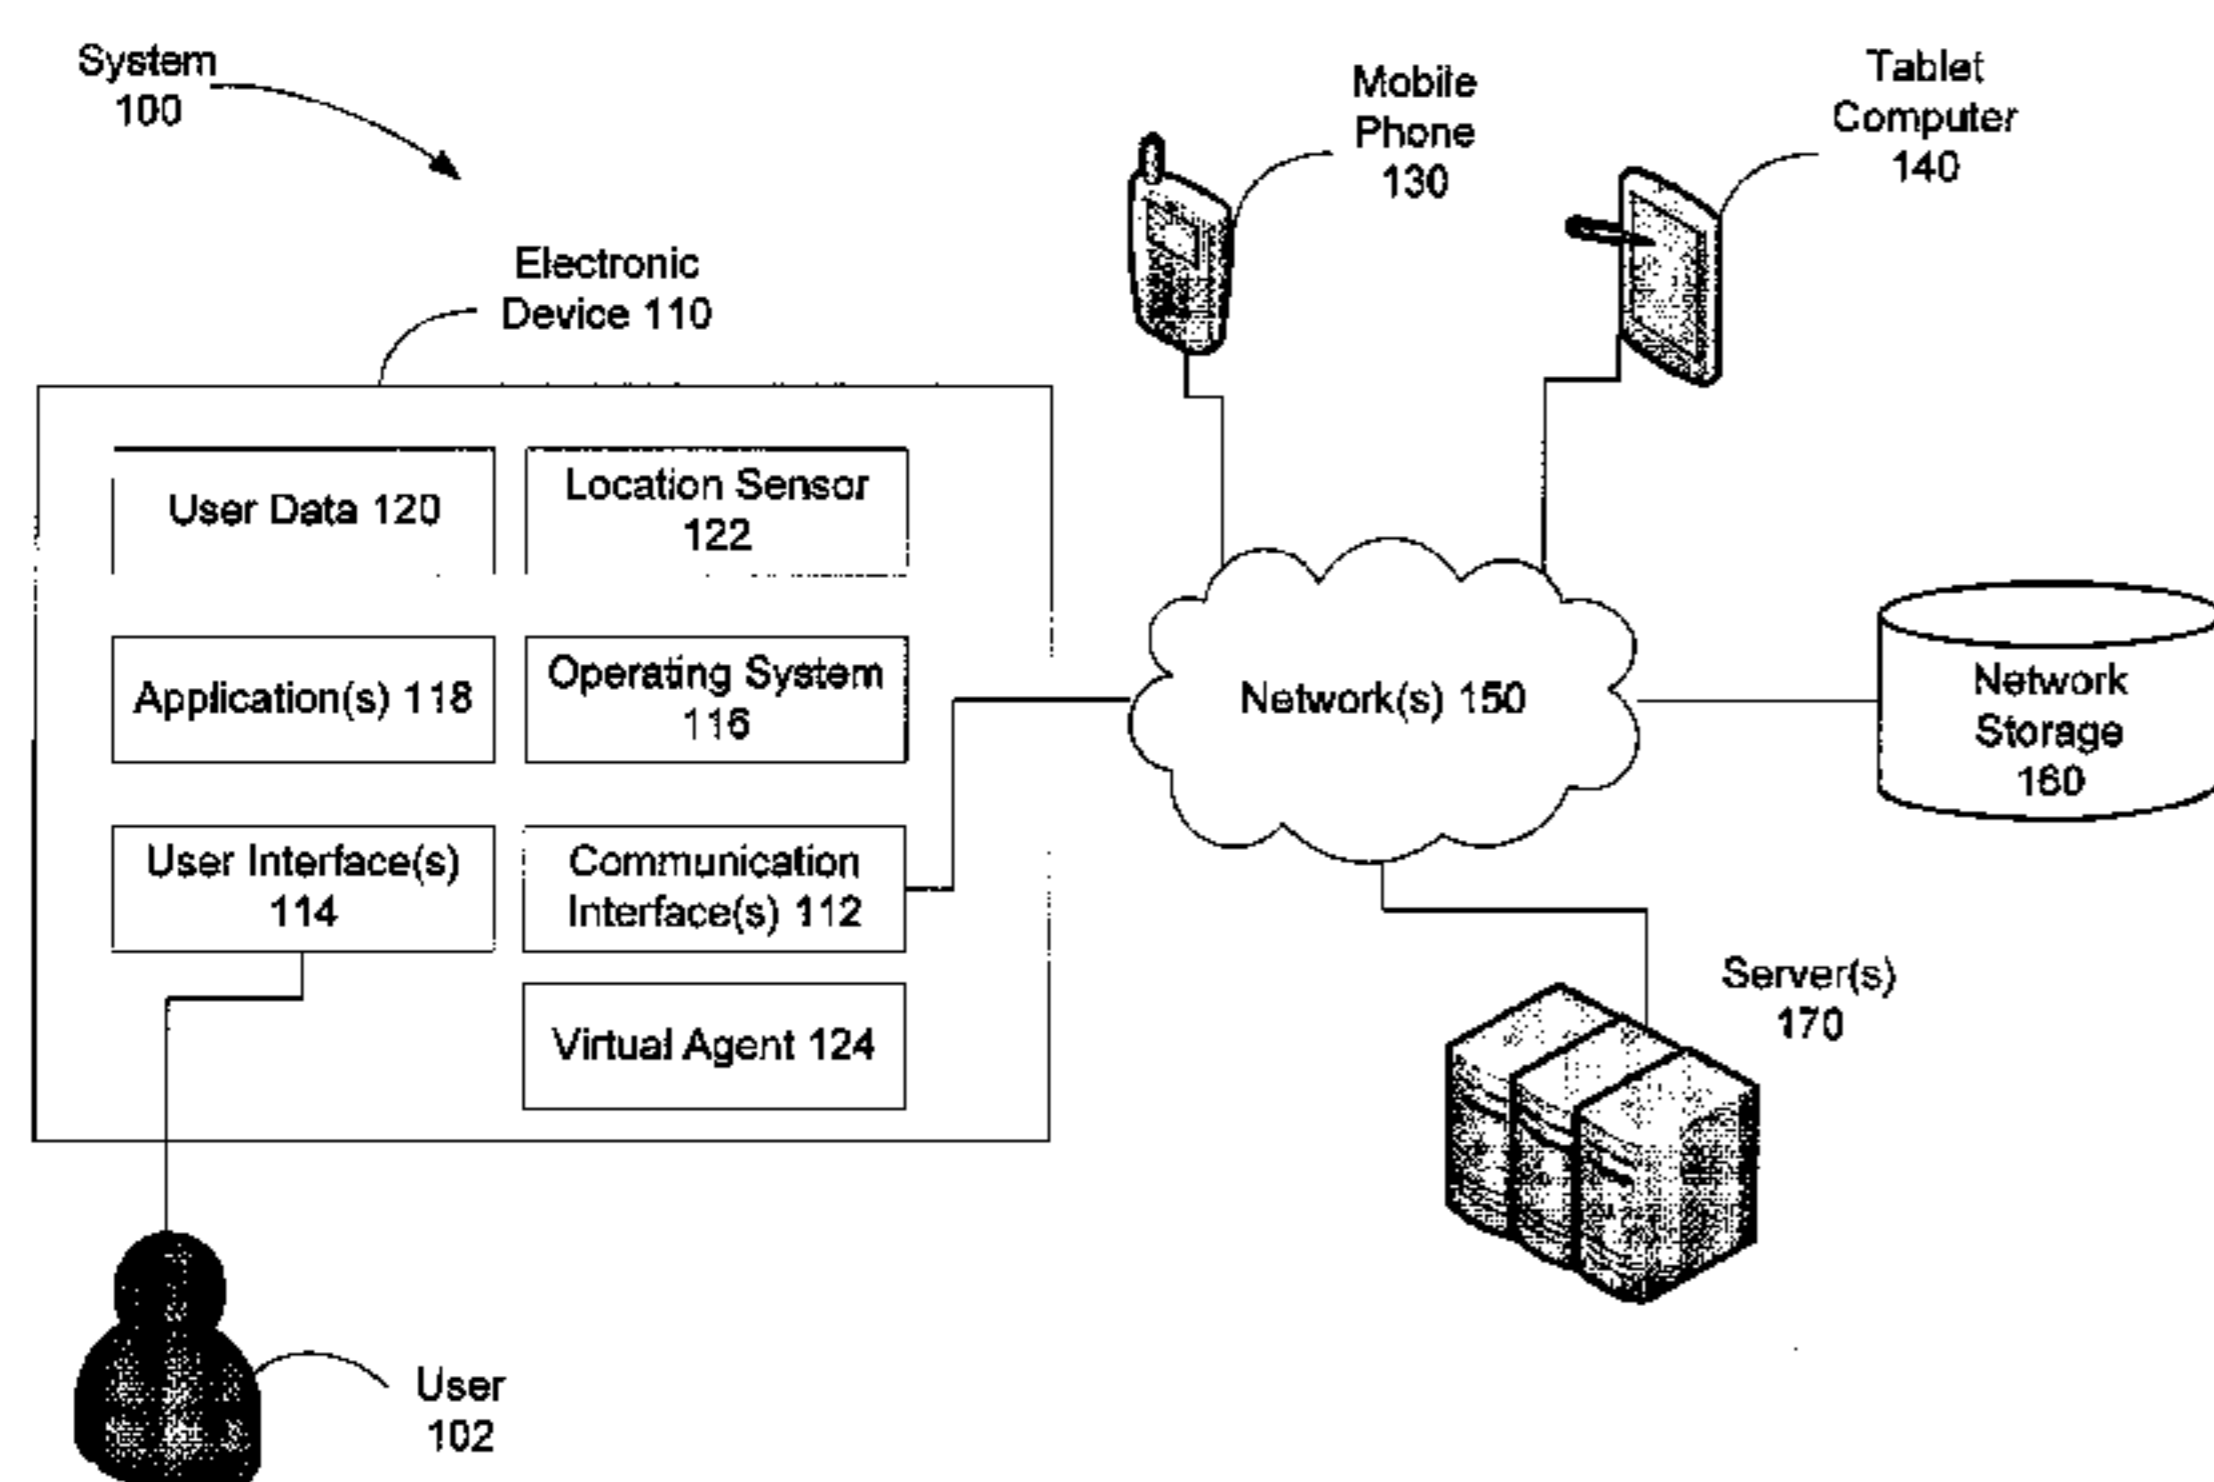 System
100
Mobile
Phone
130
Tablet
Computer
140
Electronic
Device 110
User Data 120
Location Sensor
122
Application(s) 118
Operating System
116
Network(s) 150
Network
Storage
160
User Interface(s)
114
Communication
Interface(s) 112
Virtual Agent 124
Server(s)
170
User
102